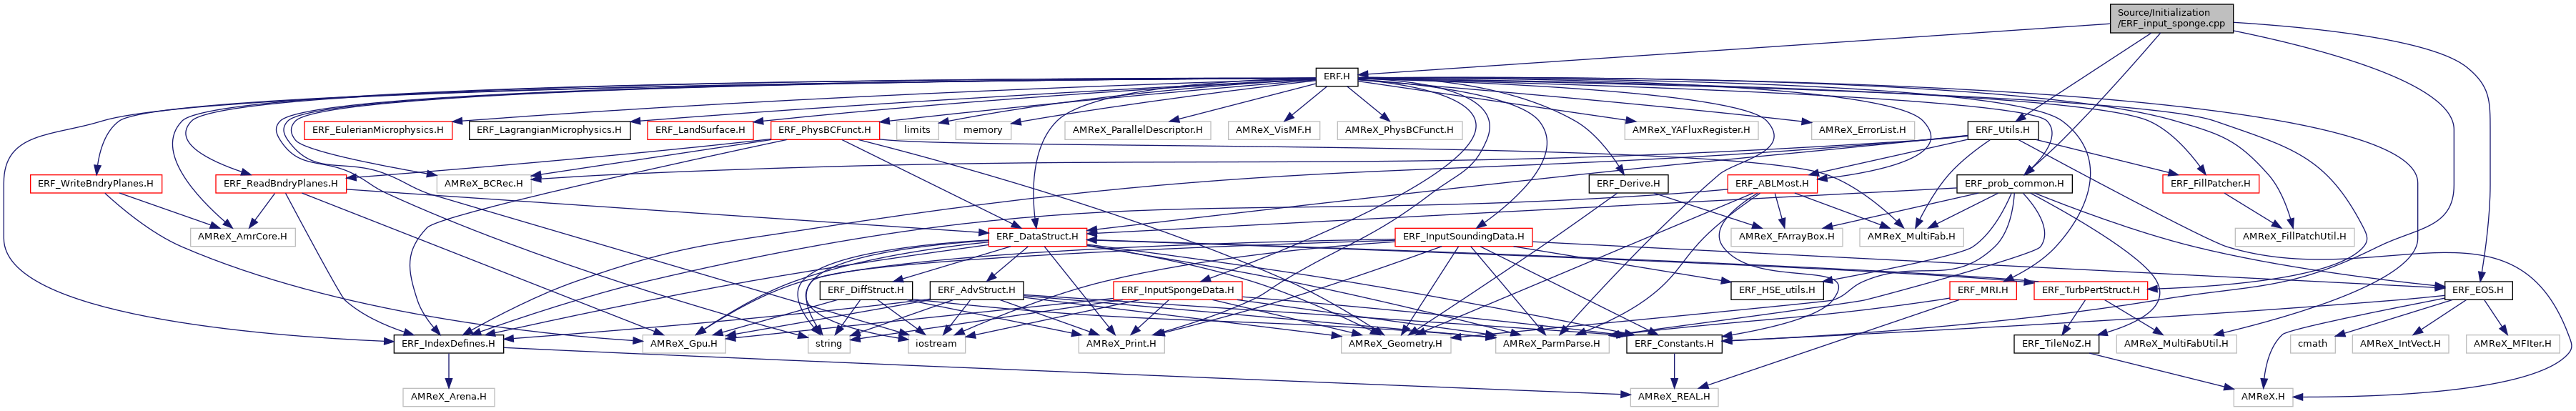 Source/Initialization
/ERF_input_sponge.cpp
ERF.H
ERF_EulerianMicrophysics.H
ERF_LagrangianMicrophysics.H
ERF_LandSurface.H
ERF_PhysBCFunct.H
limits
memory
AMReX_ParallelDescriptor.H
AMReX_VisMF.H
AMReX_PhysBCFunct.H
AMReX_YAFluxRegister.H
AMReX_ErrorList.H
ERF_Utils.H
ERF_WriteBndryPlanes.H
ERF_ReadBndryPlanes.H
AMReX_BCRec.H
ERF_Derive.H
ERF_ABLMost.H
ERF_prob_common.H
ERF_FillPatcher.H
AMReX_AmrCore.H
ERF_DataStruct.H
ERF_InputSoundingData.H
AMReX_FArrayBox.H
AMReX_MultiFab.H
AMReX_FillPatchUtil.H
ERF_DiffStruct.H
ERF_AdvStruct.H
ERF_InputSpongeData.H
ERF_HSE_utils.H
ERF_MRI.H
ERF_TurbPertStruct.H
ERF_EOS.H
ERF_IndexDefines.H
AMReX_Gpu.H
string
iostream
AMReX_Print.H
AMReX_Geometry.H
AMReX_ParmParse.H
ERF_Constants.H
ERF_TileNoZ.H
AMReX_MultiFabUtil.H
cmath
AMReX_IntVect.H
AMReX_MFIter.H
AMReX_Arena.H
AMReX_REAL.H
AMReX.H